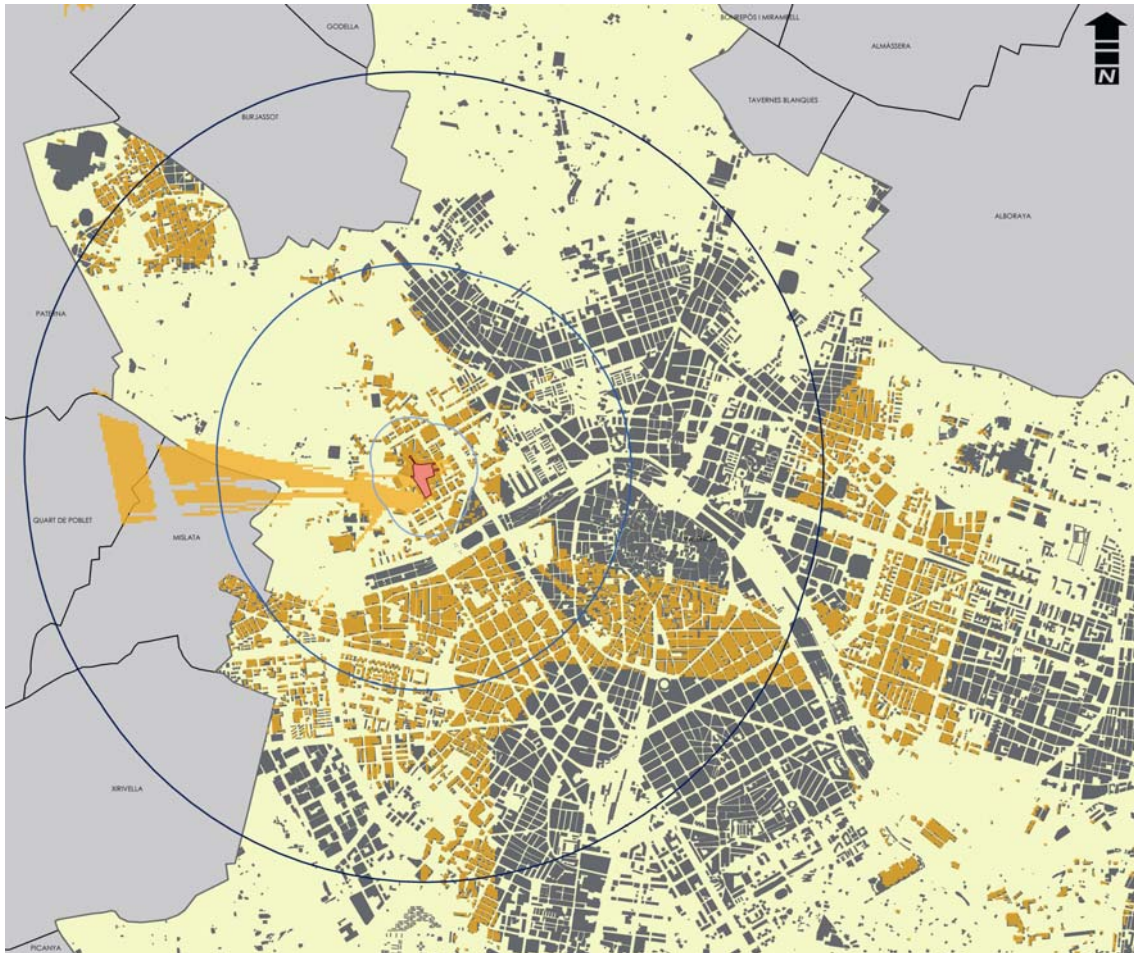 GODELLA
BONREPÒS I MIRAMBELL
ALMÀSSERA
TAVERNES BLANQUES
BURJASSOT
ALBORAYA
PATERNA
QUART DE POBLET
MISLATA
XIRIVELLA
PICANYA
N